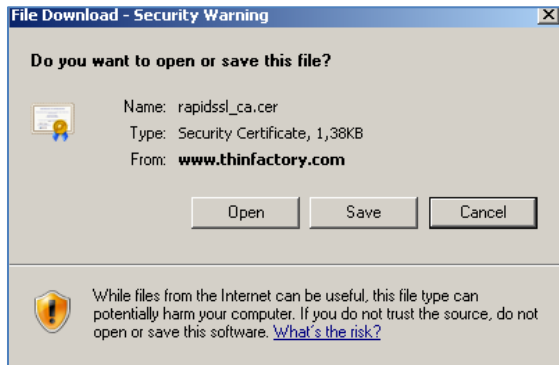 File Download - Security Warning
Do you want to open or save this file?
Name: rapidssl_ca.cer
Type: Security Certificate, 1,38KB
From: www.thinfactory.com
Open Save Cancel
While files from the Internet can be useful, this file type can
potentially harm your computer. If you do not trust the source, do not
open or save this software. What's the risk?